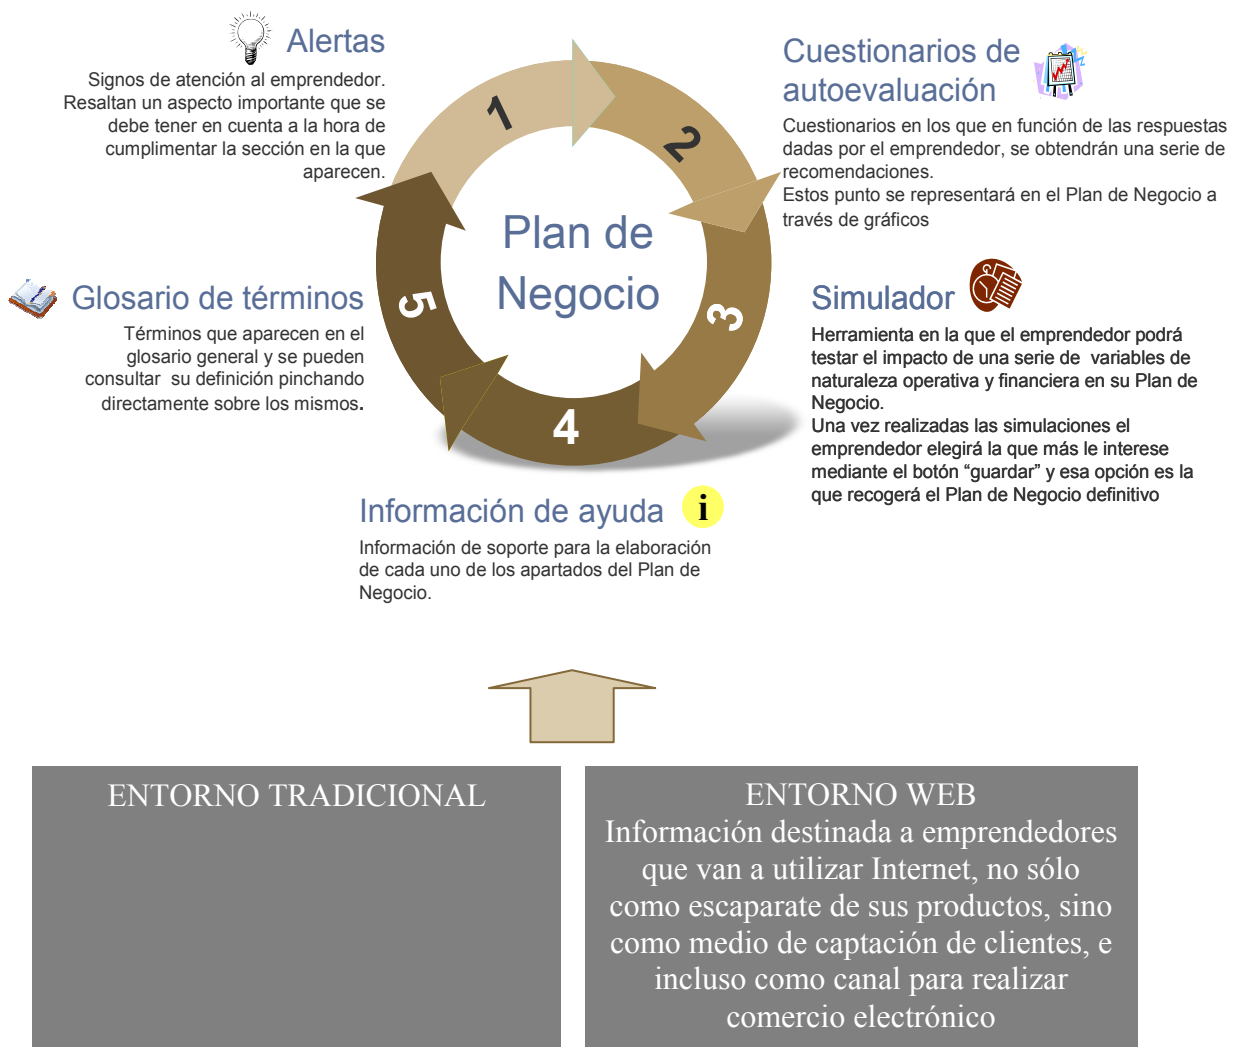 Alertas
Signos de atención al emprendedor.
Resaltan un aspecto importante que se
debe tener en cuenta a la hora de
cumplimentar la sección en la que
aparecen.
1
2
3
4
5
Plan de
Negocio
Cuestionarios de
autoevaluación
Cuestionarios en los que en función de las respuestas
dadas por el emprendedor, se obtendrán una serie de
recomendaciones.
Estos punto se representará en el Plan de Negocio a
través de gráficos
Simulador
Herramienta en la que el emprendedor podrá
testar el impacto de una serie de variables de
naturaleza operativa y financiera en su Plan de
Negocio.
Una vez realizadas las simulaciones el
emprendedor elegirá la que más le interese
mediante el botón “guardar” y esa opción es la
que recogerá el Plan de Negocio definitivo
Glosario de términos
Términos que aparecen en el
glosario general y se pueden
consultar su definición pinchando
directamente sobre los mismos.
Información de ayuda
i
Información de soporte para la elaboración
de cada uno de los apartados del Plan de
Negocio.
ENTORNO TRADICIONAL
ENTORNO WEB
Información destinada a emprendedores
que van a utilizar Internet, no sólo
como escaparate de sus productos, sino
como medio de captación de clientes, e
incluso como canal para realizar
comercio electrónico